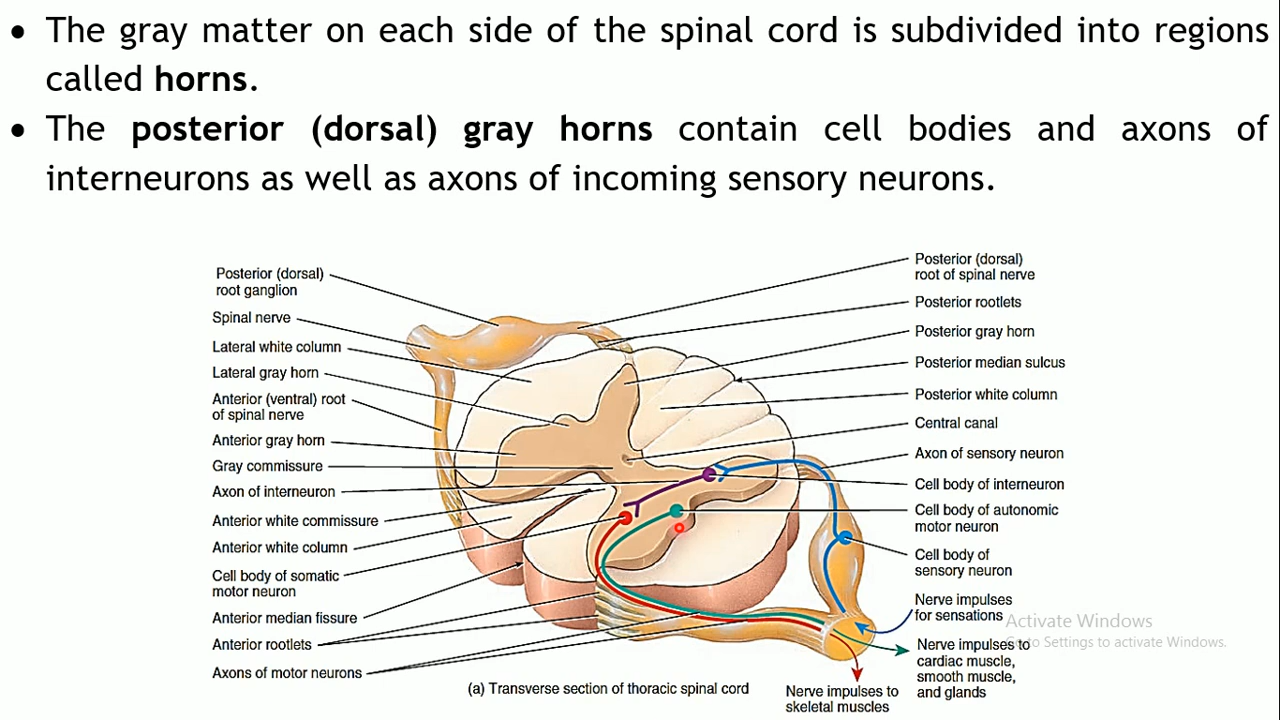 • The gray matter on each side of the spinal cord is subdivided into regions
called horns.
• The posterior (dorsal) gray horns contain cell bodies and axons of
interneurons as well as axons of incoming sensory neurons.
Posterior (dorsal)
root ganglion
Spinal nerve
Lateral white column
Lateral gray horn
Anterior (ventral) root
of spinal nerve
Anterior gray horn
Gray commissure
Axon of interneuron
Anterior white commissure
Anterior white column
Cell body of somatic
motor neuron
Anterior median fissure
Anterior rootlets
Axons of motor neurons
Posterior (dorsal)
root of spinal nerve
Posterior rootlets
Posterior gray horn
Posterior median sulcus
Posterior white column
Central canal
Axon of sensory neuron
Cell body of interneuron
Cell body of autonomic
motor neuron
Cell body of
sensory neuron
Nerve impulses
for sensations
Nerve impulses to
cardiac muscle,
smooth muscle,
and glands
Nerve impulses to
skeletal muscles
(a) Transverse section of thoracic spinal cord
Activate Windows
Go to Settings to activate Windows.